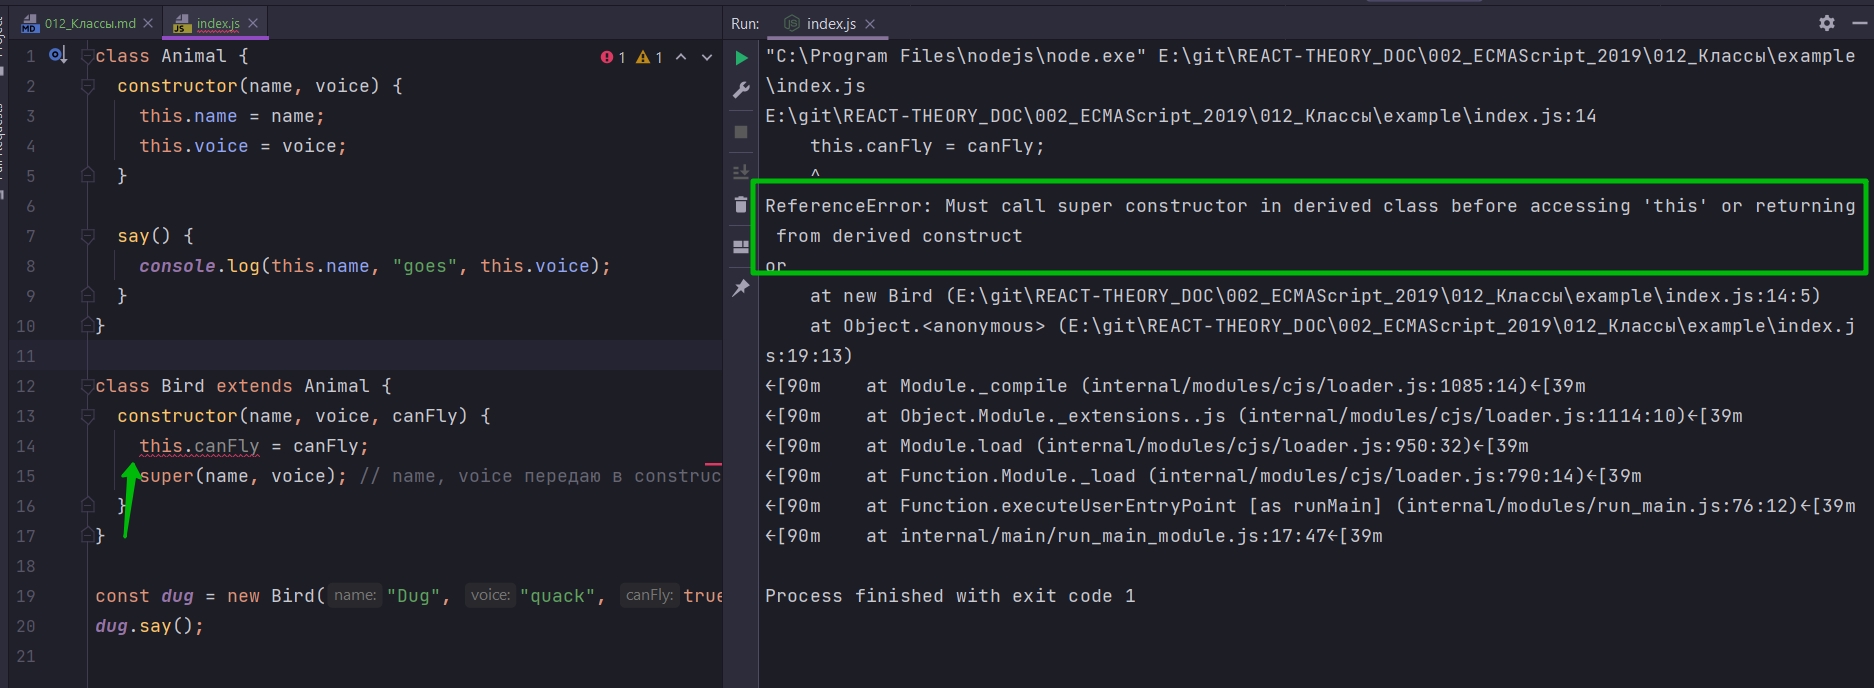 012_Классы.md
index.js
Run:
index.js
1 class Animal {
1 1
2 constructor(name, voice) {
3 this.name = name;
4 this.voice = voice;
5 }
6
7 say() {
8 console.log(this.name, "goes", this.voice);
9 }
10 }
11
12 class Bird extends Animal {
13 constructor(name, voice, canFly) {
14 this.canFly = canFly;
15 super(name, voice); // name, voice передаю в construc
16 }
17 }
18
19 const dug = new Bird( name: "Dug", voice: "quack", canFly: true
20 dug.say();
21
"C:\Program Files\nodejs\node.exe" E:\git\REACT-THEORY_DOC\002_ECMAScript_2019\012_Классы\example
\index.js
E:\git\REACT-THEORY_DOC\002_ECMAScript_2019\012_Классы\example\index.js:14
this.canFly = canFly;
^
ReferenceError: Must call super constructor in derived class before accessing 'this' or returning
from derived construct
or
at new Bird (E:\git\REACT-THEORY_DOC\002_ECMAScript_2019\012_Классы\example\index.js:14:5)
at Object.<anonymous> (E:\git\REACT-THEORY_DOC\002_ECMAScript_2019\012_Классы\example\index.j
s:19:13)
←[90m    at Module._compile (internal/modules/cjs/loader.js:1085:14)←[39m
←[90m    at Object.Module._extensions..js (internal/modules/cjs/loader.js:1114:10)←[39m
←[90m    at Module.load (internal/modules/cjs/loader.js:950:32)←[39m
←[90m    at Function.Module._load (internal/modules/cjs/loader.js:790:14)←[39m
←[90m    at Function.executeUserEntryPoint [as runMain] (internal/modules/run_main.js:76:12)←[39m
←[90m    at internal/main/run_main_module.js:17:47←[39m
Process finished with exit code 1